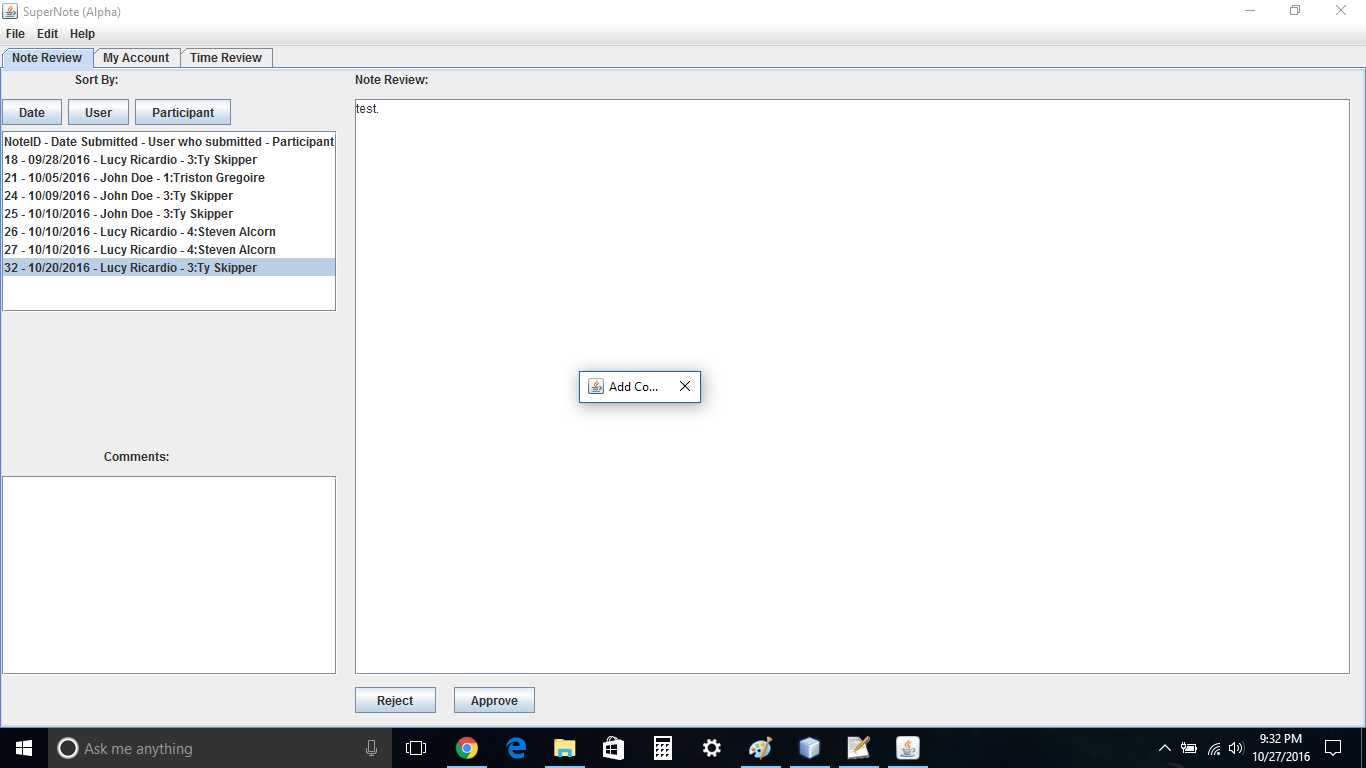 SuperNote (Alpha)
File Edit Help
Note Review My Account Time Review
Sort By:
Date User Participant
NoteID - Date Submitted - User who submitted - Participant
18 - 09/28/2016 - Lucy Ricardio - 3:Ty Skipper
21 - 10/05/2016 - John Doe - 1:Triston Gregoire
24 - 10/09/2016 - John Doe - 3:Ty Skipper
25 - 10/10/2016 - John Doe - 3:Ty Skipper
26 - 10/10/2016 - Lucy Ricardio - 4:Steven Alcorn
27 - 10/10/2016 - Lucy Ricardio - 4:Steven Alcorn
32 - 10/20/2016 - Lucy Ricardio - 3:Ty Skipper
Comments:
Note Review:
test.
Add Co...
Reject Approve
Ask me anything
9:32 PM
10/27/2016